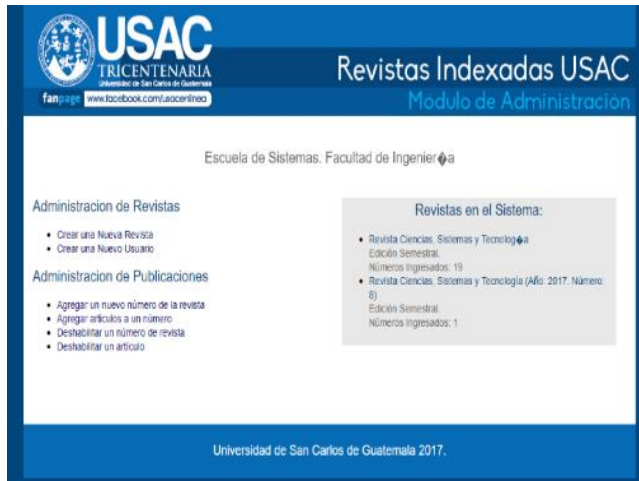 USAC
TRICENTENARIA
Universidad de San Carlos de Guatemala
fanpage www.facebook.com/usacenlinea
Revistas Indexadas USAC
Módulo de Administración
Escuela de Sistemas. Facultad de Ingenier�a
Administracion de Revistas
Crear una Nueva Revista
Crear una Nuevo Usuario
Administracion de Publicaciones
Agregar un nuevo número de la revista
Agregar articulos a un número
Deshabilitar un número de revista
Deshabilitar un articulo
Revistas en el Sistema:
Revista Ciencias, Sistemas y Tecnolog�a
Edición Semestral.
Números Ingresados: 19
Revista Ciencias, Sistemas y Tecnología (Año: 2017. Número:
8)
Edición Semestral.
Números Ingresados: 1
Universidad de San Carlos de Guatemala 2017.